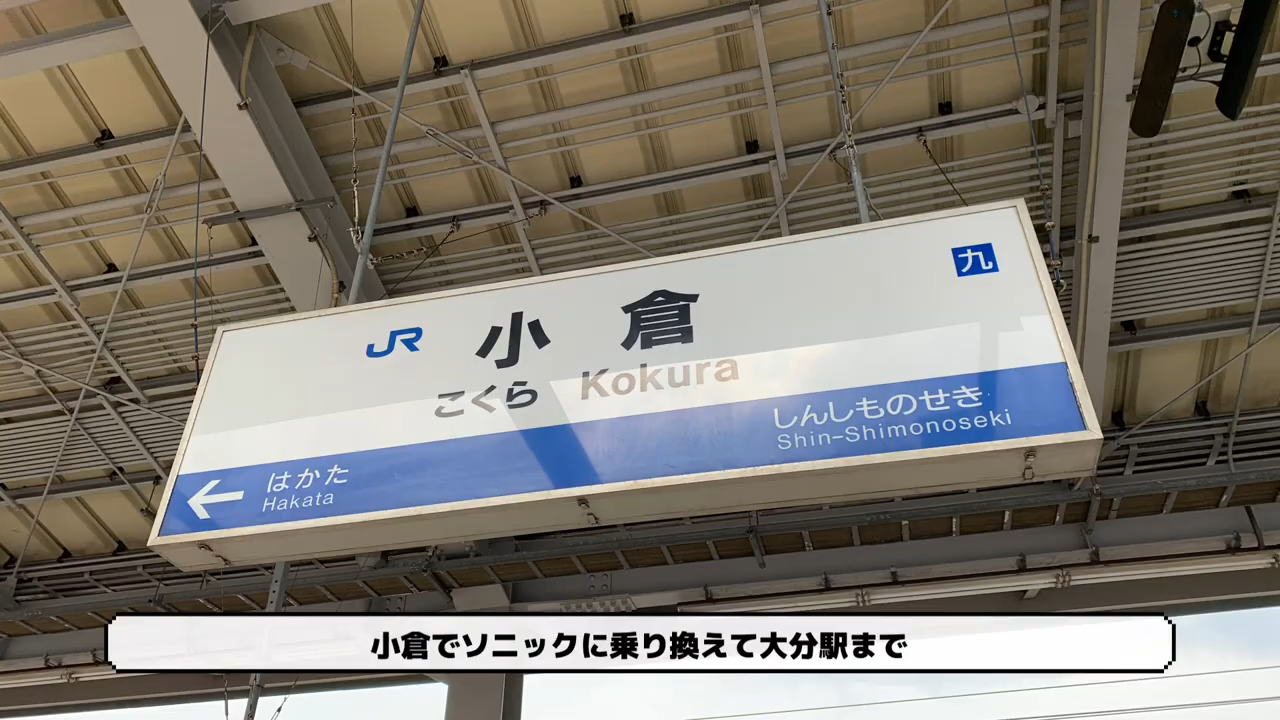 九
JR 小倉
こくら Kokura
しんしものせき
Shin-Shimonoseki
← はかた
Hakata
小倉でソニックに乗り換えて大分駅まで